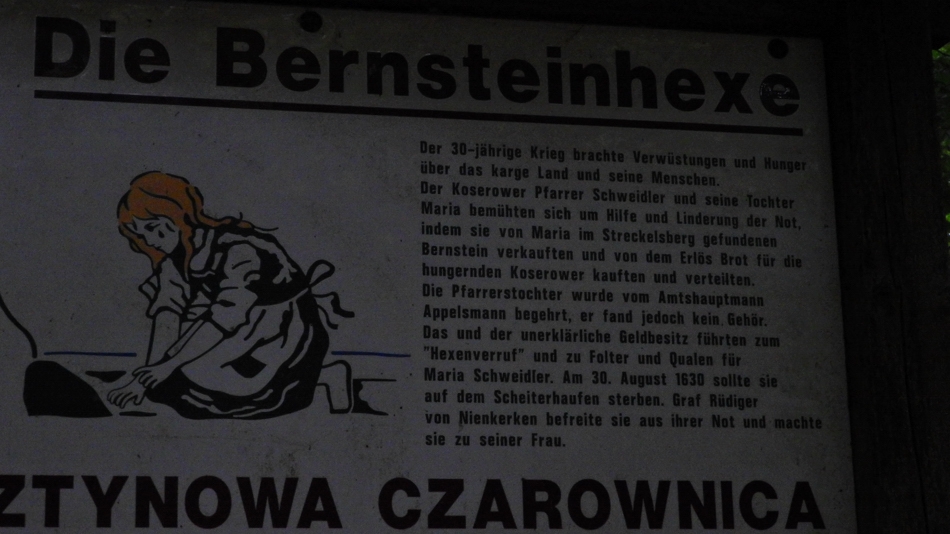 Die Bernsteinhexe
Der 30-jährige Krieg brachte Verwüstungen und Hunger
über das karge Land und seine Menschen.
Der Koserower Pfarrer Schweidler und seine Tochter
Maria bemühten sich um Hilfe und Linderung der Not,
indem sie von Maria im Streckelsberg gefundenen
Bernstein verkauften und von dem Erlös Brot für die
hungernden Koserower kauften und verteilten.
Die Pfarrerstochter wurde vom Amtshauptmann
Appelsmann begehrt, er fand jedoch kein Gehör.
Das und der unerklärliche Geldbesitz führten zum
"Hexenverruf" und zu Folter und Qualen für
Maria Schweidler. Am 30. August 1630 sollte sie
auf dem Scheiterhaufen sterben. Graf Rüdiger
von Nienkerken befreite sie aus ihrer Not und machte
sie zu seiner Frau.
ZTYNOWA CZAROWNICA